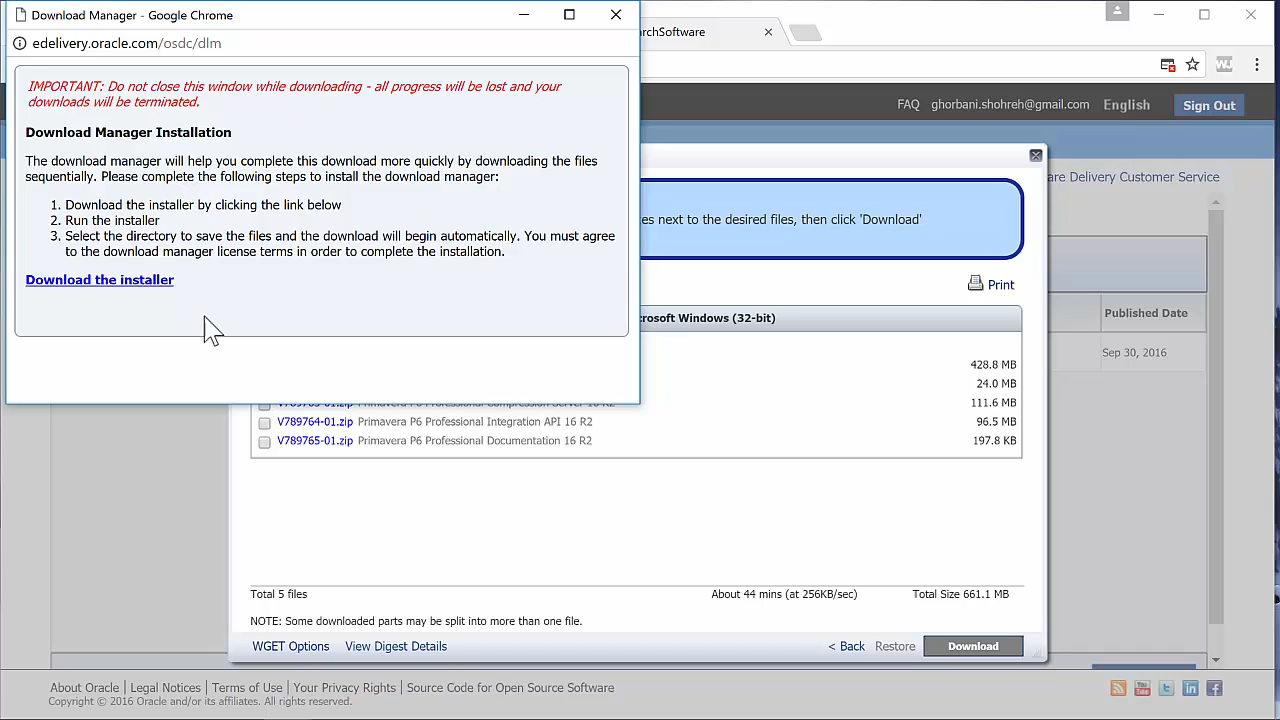 Download Manager - Google Chrome
edelivery.oracle.com/osdc/dlm
IMPORTANT: Do not close this window while downloading - all progress will be lost and your
downloads will be terminated.
Download Manager Installation
The download manager will help you complete this download more quickly by downloading the files
sequentially. Please complete the following steps to install the download manager:
1. Download the installer by clicking the link below
2. Run the installer
3. Select the directory to save the files and the download will begin automatically. You must agree
to the download manager license terms in order to complete the installation.
Download the installer
rchSoftware
FAQ ghorbani.shohreh@gmail.com English Sign Out
are Delivery Customer Service
es next to the desired files, then click 'Download'
Print
crosoft Windows (32-bit)
Published Date
Sep 30, 2016
428.8 MB
24.0 MB
V789763-01.zip Primavera P6 Professional Compression Server 16 R2 111.6 MB
V789764-01.zip Primavera P6 Professional Integration API 16 R2 96.5 MB
V789765-01.zip Primavera P6 Professional Documentation 16 R2 197.8 KB
Total 5 files About 44 mins (at 256KB/sec) Total Size 661.1 MB
NOTE: Some downloaded parts may be split into more than one file.
WGET Options View Digest Details < Back Restore Download
About Oracle | Legal Notices | Terms of Use | Your Privacy Rights | Source Code for Open Source Software
Copyright © 2016 Oracle and/or its affiliates. All rights reserved.